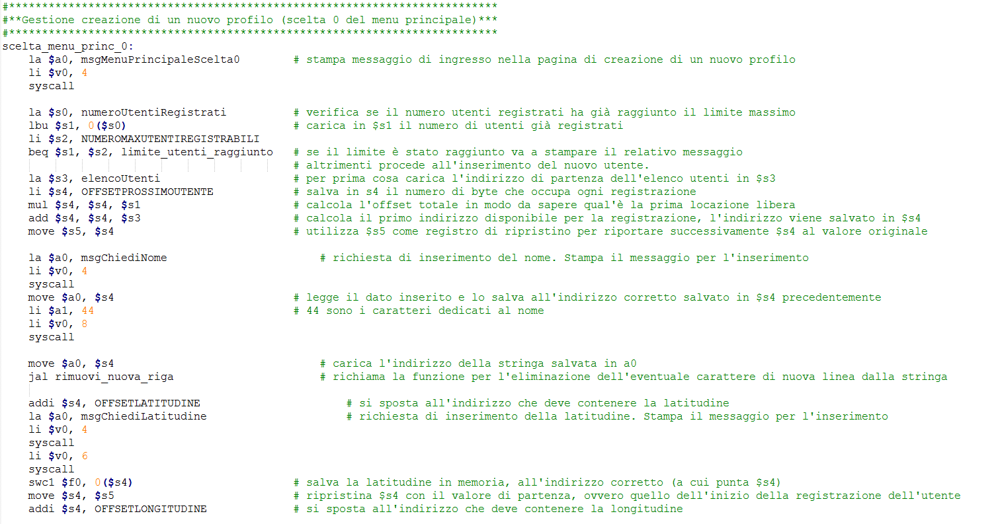 #**************************************************************************
#**Gestione creazione di un nuovo profilo (scelta 0 del menu principale)***
#**************************************************************************
scelta_menu_princ_0:
    la $a0, msgMenuPrincipaleScelta0        # stampa messaggio di ingresso nella pagina di creazione di un nuovo profilo
    li $v0, 4
    syscall

    la $s0, numeroUtentiRegistrati          # verifica se il numero utenti registrati ha già raggiunto il limite massimo
    lbu $s1, 0($s0)                         # carica in $s1 il numero di utenti già registrati
    li $s2, NUMEROMAXUTENTIREGISTRABILI
    beq $s1, $s2, limite_utenti_raggiunto   # se il limite è stato raggiunto va a stampare il relativo messaggio
                                            # altrimenti procede all'inserimento del nuovo utente.
    la $s3, elencoUtenti                    # per prima cosa carica l'indirizzo di partenza dell'elenco utenti in $s3
    li $s4, OFFSETPROSSIMOUTENTE            # salva in s4 il numero di byte che occupa ogni registrazione
    mul $s4, $s4, $s1                       # calcola l'offset totale in modo da sapere qual'è la prima locazione libera
    add $s4, $s4, $s3                       # calcola il primo indirizzo disponibile per la registrazione, l'indirizzo viene salvato in $s4
    move $s5, $s4                           # utilizza $s5 come registro di ripristino per riportare successivamente $s4 al valore originale

    la $a0, msgChiediNome                       # richiesta di inserimento del nome. Stampa il messaggio per l'inserimento
    li $v0, 4
    syscall
    move $a0, $s4                           # legge il dato inserito e lo salva all'indirizzo corretto salvato in $s4 precedentemente
    li $a1, 44                              # 44 sono i caratteri dedicati al nome
    li $v0, 8
    syscall

    move $a0, $s4                               # carica l'indirizzo della stringa salvata in a0
    jal rimuovi_nuova_riga                      # richiama la funzione per l'eliminazione dell'eventuale carattere di nuova linea dalla stringa

    addi $s4, OFFSETLATITUDINE                      # si sposta all'indirizzo che deve contenere la latitudine
    la $a0, msgChiediLatitudine                     # richiesta di inserimento della latitudine. Stampa il messaggio per l'inserimento
    li $v0, 4
    syscall
    li $v0, 6
    syscall
    swc1 $f0, 0($s4)                        # salva la latitudine in memoria, all'indirizzo corretto (a cui punta $s4)
    move $s4, $s5                           # ripristina $s4 con il valore di partenza, ovvero quello dell'inizio della registrazione dell'utente
    addi $s4, OFFSETLONGITUDINE             # si sposta all'indirizzo che deve contenere la longitudine